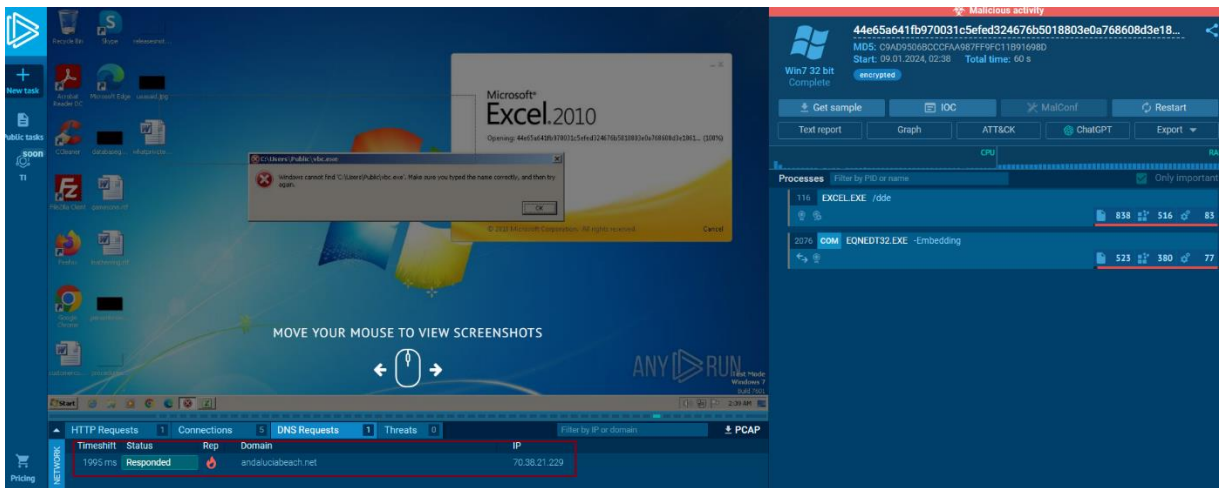 Malicious activity
New task
Public tasks
soon
TI
Pricing
Recycle Bin
Skype
Acrobat
Reader DC
Microsoft Edge
CCleaner
FileZilla Client
Firefox
Google
Chrome
Microsoft®
Excel.2010
© 2010 Microsoft Corporation. All rights reserved.
Cancel
C:\Users\Public\vbc.exe
Windows cannot find 'C:\Users\Public\vbc.exe'. Make sure you typed the name correctly, and then try
again.
OK
MOVE YOUR MOUSE TO VIEW SCREENSHOTS
ANY RUN
Test Mode
Windows 7
Build 7601
Start
HTTP Requests 1 Connections 5 DNS Requests 1 Threats 0 Filter by IP or domain PCAP
NETWORK
Timeshift Status Rep Domain IP
1995 ms Responded andaluciabeach.net 70.38.21.229
44e65a641fb970031c5efed324676b5018803e0a768608d3e18...
MD5: C9AD9506BCCCFAA987FF9FC11B91698D
Start: 09.01.2024, 02:38 Total time: 60 s
Win7 32 bit
Complete
encrypted
Get sample IOC MalConf Restart
Text report Graph ATT&CK ChatGPT Export
CPU RA
Processes Filter by PID or name Only important
116 EXCEL.EXE /dde
838 516 83
2076 COM EQNEDT32.EXE -Embedding
523 380 77